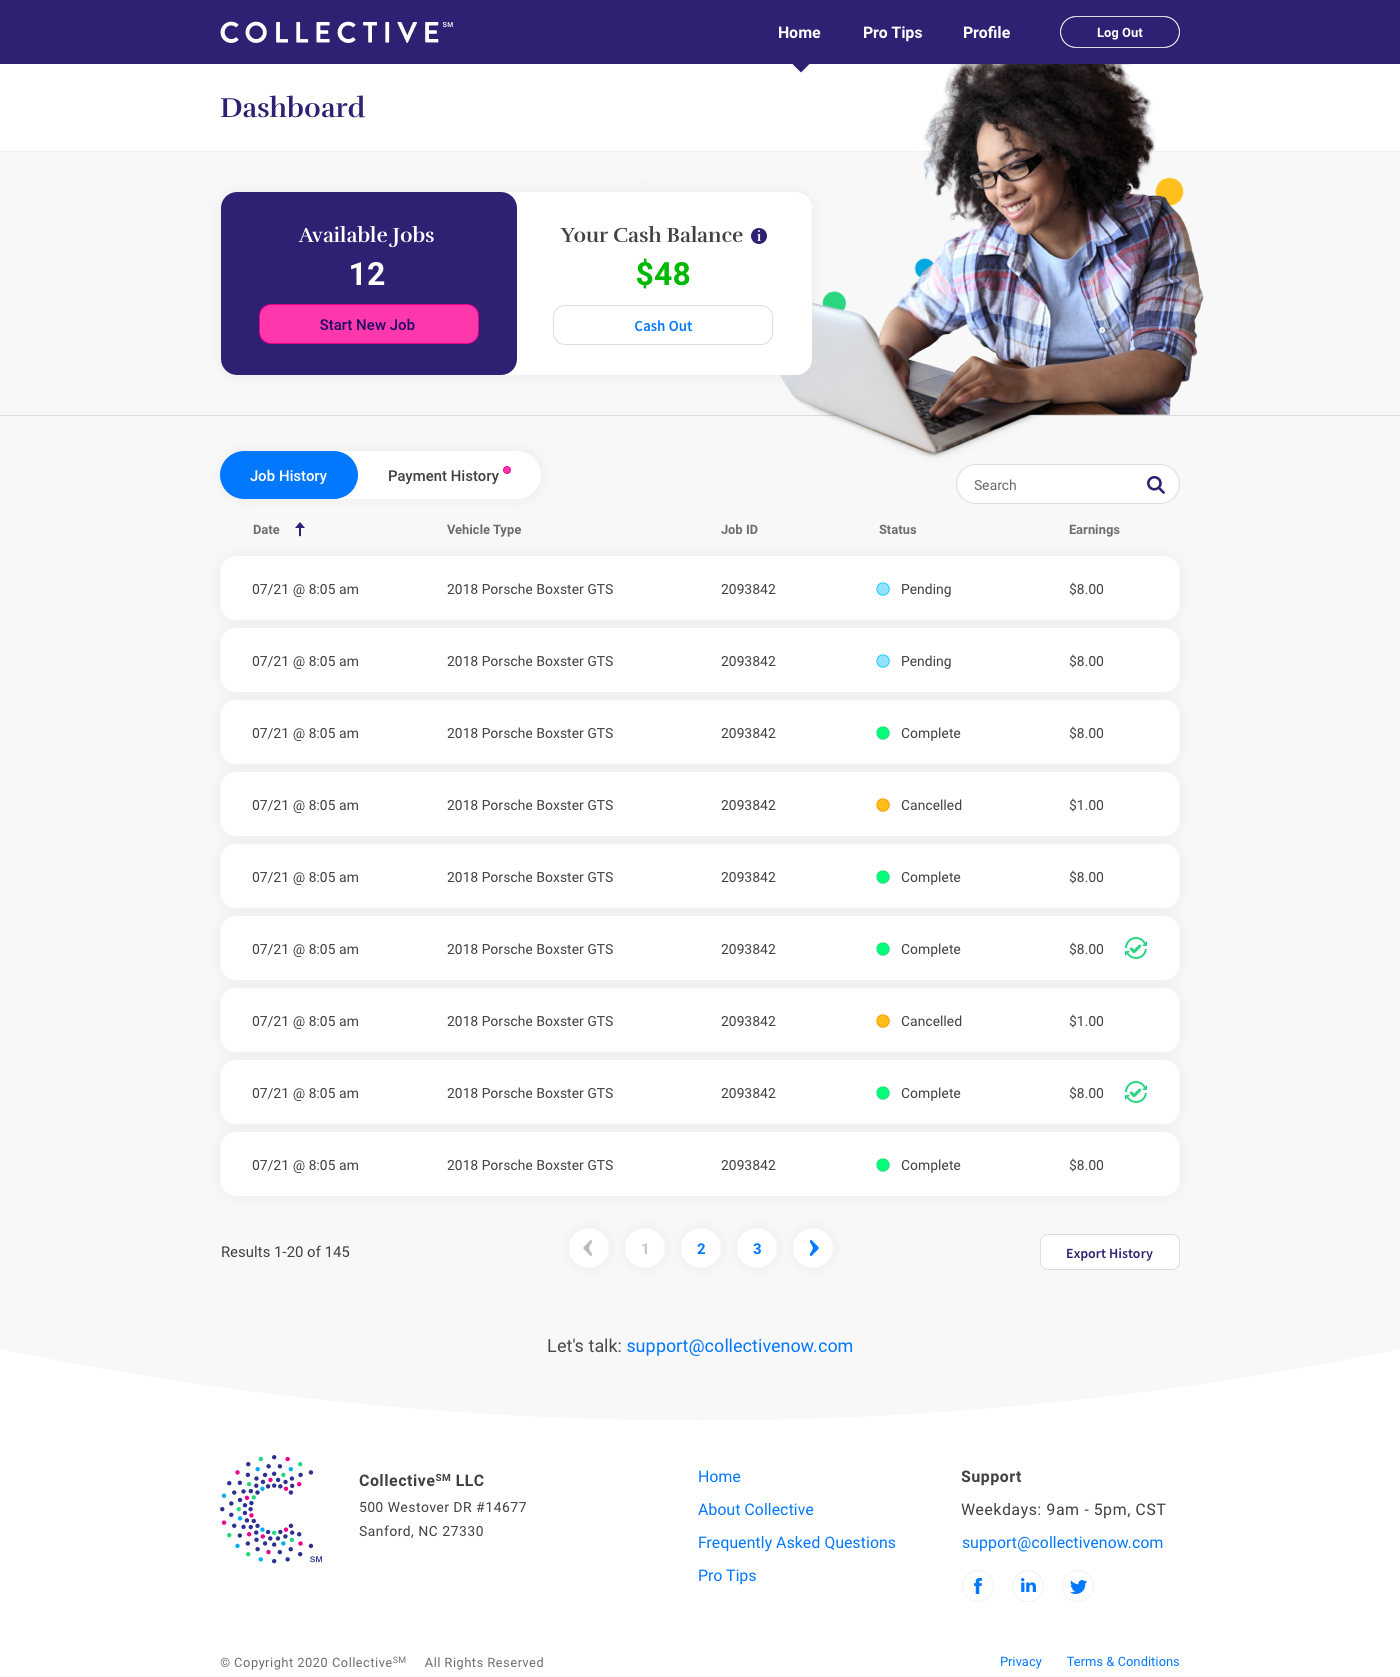 COLLECTIVE SM
Home Pro Tips Profile Log Out
Dashboard
Available Jobs
12
Start New Job
Your Cash Balance i
$48
Cash Out
Job History Payment History
Search
Date Vehicle Type Job ID Status Earnings
07/21 @ 8:05 am 2018 Porsche Boxster GTS 2093842 Pending $8.00
07/21 @ 8:05 am 2018 Porsche Boxster GTS 2093842 Pending $8.00
07/21 @ 8:05 am 2018 Porsche Boxster GTS 2093842 Complete $8.00
07/21 @ 8:05 am 2018 Porsche Boxster GTS 2093842 Cancelled $1.00
07/21 @ 8:05 am 2018 Porsche Boxster GTS 2093842 Complete $8.00
07/21 @ 8:05 am 2018 Porsche Boxster GTS 2093842 Complete $8.00
07/21 @ 8:05 am 2018 Porsche Boxster GTS 2093842 Cancelled $1.00
07/21 @ 8:05 am 2018 Porsche Boxster GTS 2093842 Complete $8.00
07/21 @ 8:05 am 2018 Porsche Boxster GTS 2093842 Complete $8.00
Results 1-20 of 145
1 2 3
Export History
Let's talk: support@collectivenow.com
SM
Collective℠ LLC
500 Westover DR #14677
Sanford, NC 27330
Home
About Collective
Frequently Asked Questions
Pro Tips
Support
Weekdays: 9am - 5pm, CST
support@collectivenow.com
f in
© Copyright 2020 Collective℠ All Rights Reserved
Privacy Terms & Conditions